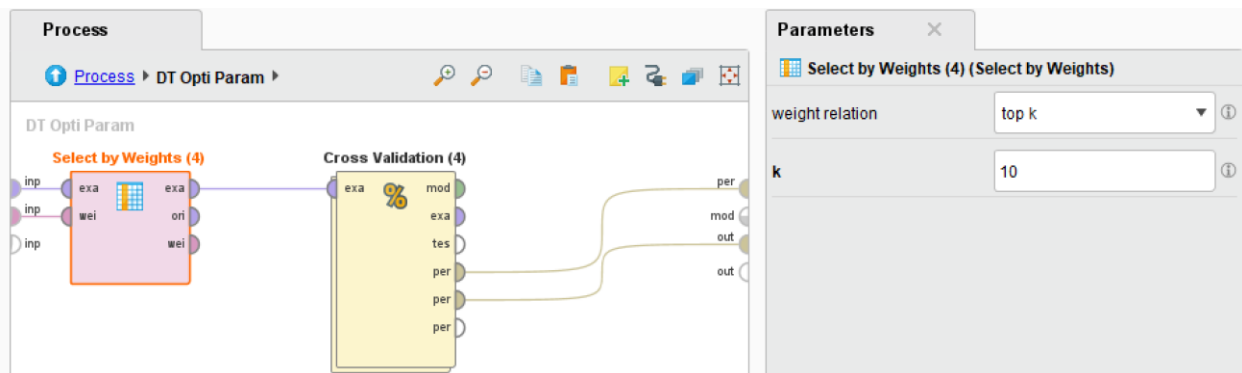 Process
Process ▸ DT Opti Param ▸
DT Opti Param
Select by Weights (4)
inp
exa
exa
inp
wei
ori
inp
wei
Cross Validation (4)
exa
%
mod
exa
tes
per
per
per
per
mod
out
out
Parameters ×
Select by Weights (4) (Select by Weights)
weight relation
top k
k
10